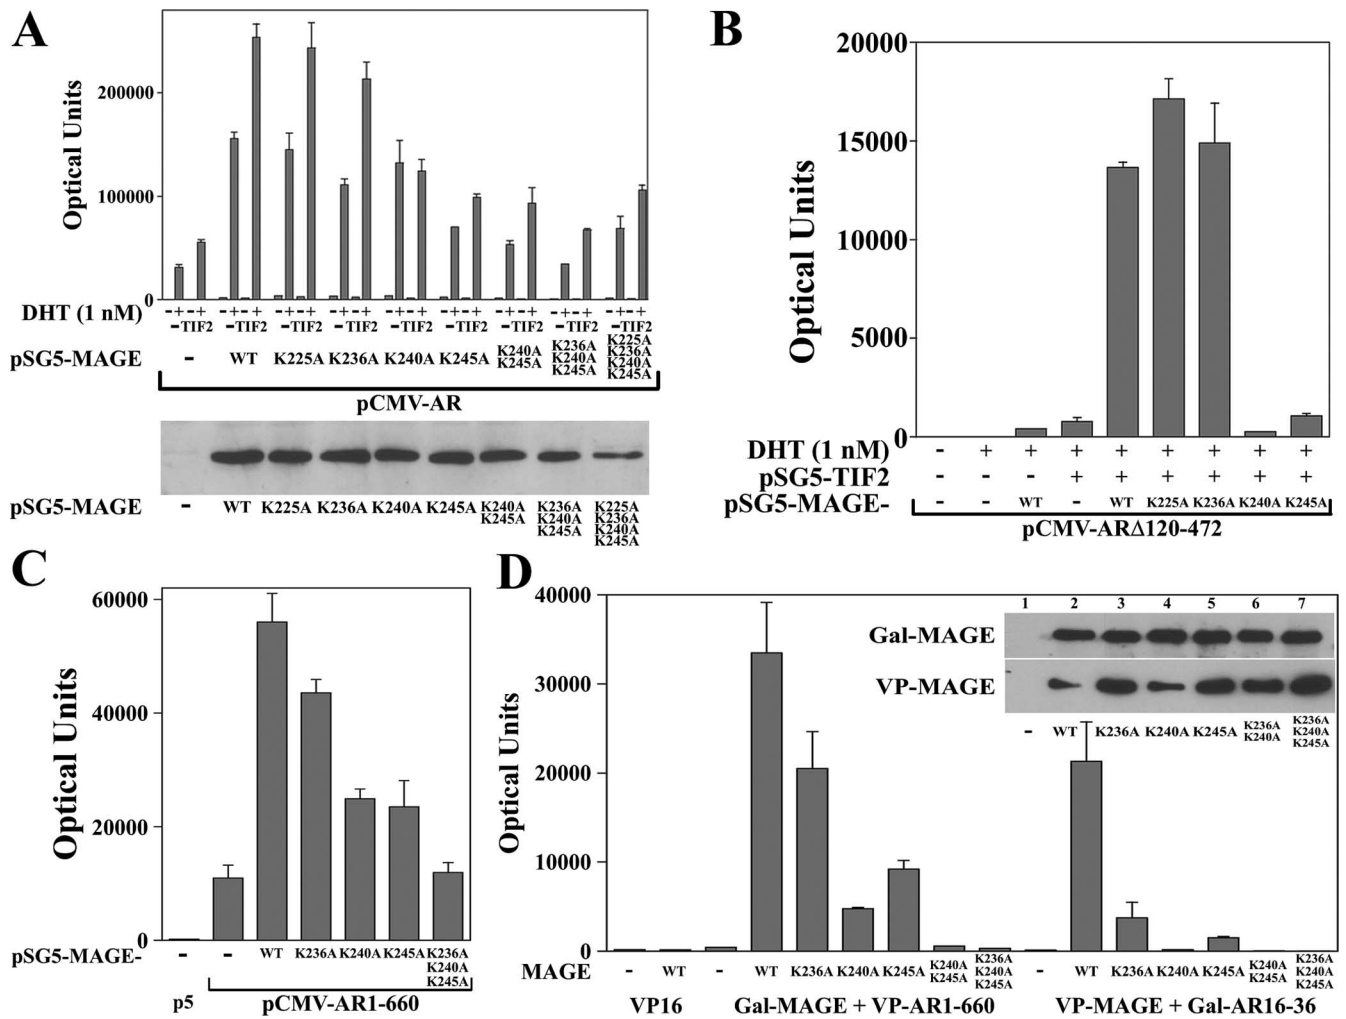 A
Optical Units
200000
100000
0
DHT (1 nM) -+-+ -+-+ -+-+ -+-+ -+-+ -+-+ -+-+ -+-+ -+-+
-TIF2 -TIF2 -TIF2 -TIF2 -TIF2 -TIF2 -TIF2 -TIF2 -TIF2
pSG5-MAGE - WT K225A K236A K240A K245A K240A K245A K236A K240A K245A K225A K236A K240A K245A
pCMV-AR
pSG5-MAGE - WT K225A K236A K240A K245A K240A K245A K236A K240A K245A K225A K236A K240A K245A
B
Optical Units
20000
15000
10000
5000
0
DHT (1 nM) - + + + + + + + +
pSG5-TIF2 - - - + + + + + +
pSG5-MAGE- - - WT - WT K225A K236A K240A K245A
pCMV-ARΔ120-472
C
Optical Units
60000
40000
20000
0
pSG5-MAGE- - - WT K236A K240A K245A K236A K240A K245A
p5 pCMV-AR1-660
D
Optical Units
40000
30000
20000
10000
0
1 2 3 4 5 6 7
Gal-MAGE
VP-MAGE
- WT K236A K240A K245A K236A K240A K236A K240A K245A
MAGE - WT - WT K236A K240A K245A K240A K245A K236A K240A K245A - WT K236A K240A K245A K240A K245A K236A K240A K245A
VP16 Gal-MAGE + VP-AR1-660 VP-MAGE + Gal-AR16-36